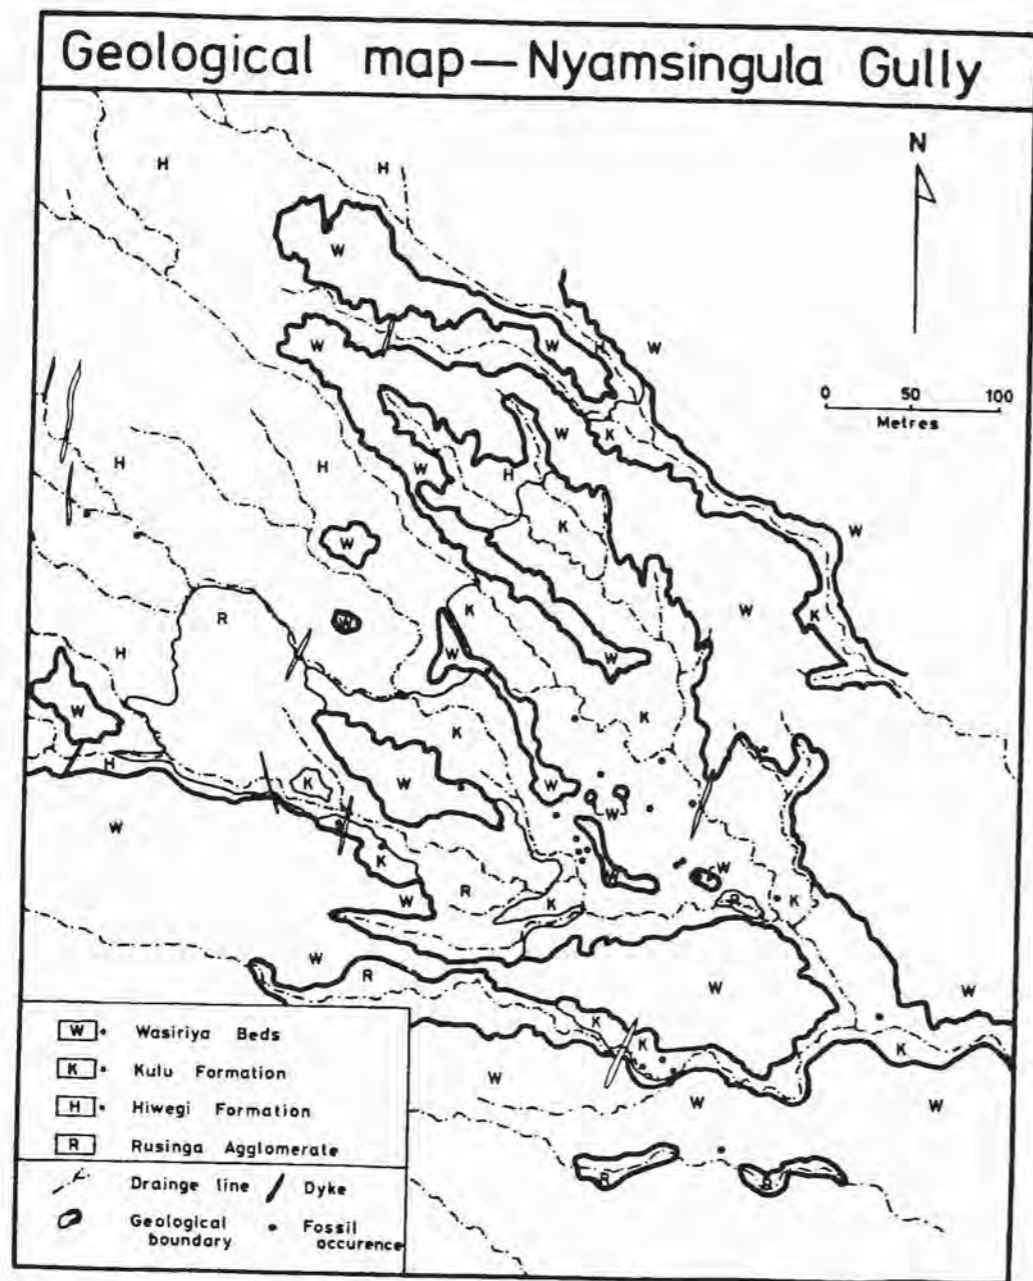 Geological map—Nyamsingula Gully
N
H H
W
W W H W
0 50 100
Metres
W K
H H W H
K W
W
R K W K
W
H W W
W K
K
H
K W W
W
W
K W
W
W R K R K
W R W W
K
K K
W
W W
R R
W Wasiriya Beds
K Kulu Formation
H Hiwegi Formation
R Rusinga Agglomerate
Drainge line Dyke
Geological boundary Fossil occurence